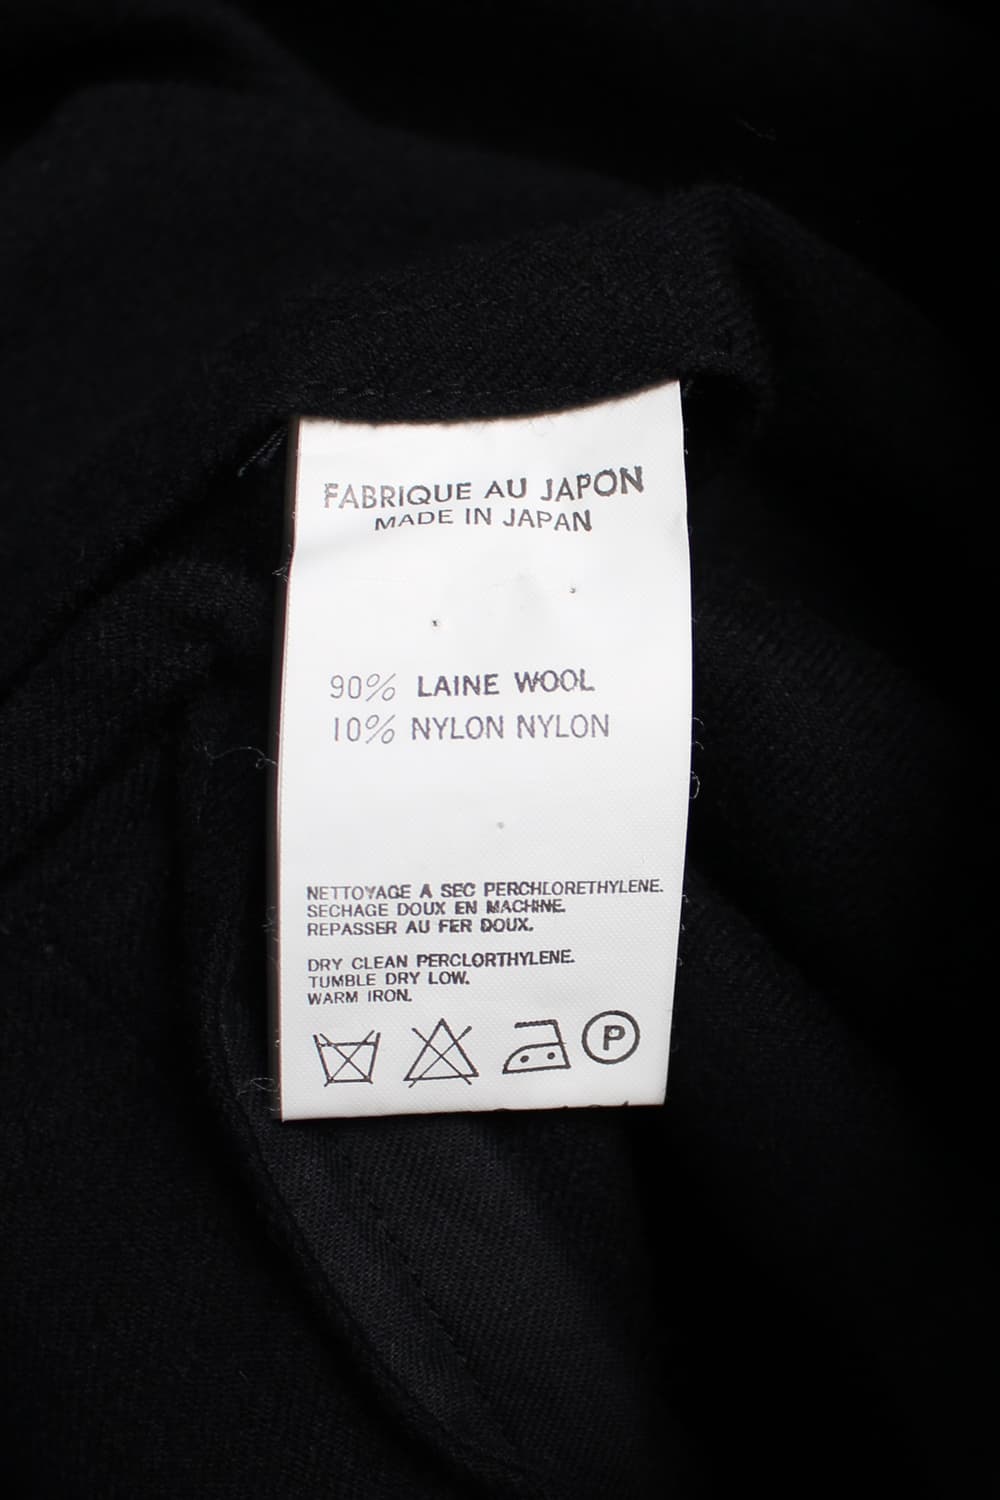 FABRIQUE AU JAPON
MADE IN JAPAN
90% LAINE WOOL
10% NYLON NYLON
NETTOYAGE A SEC PERCHLORETHYLENE.
SECHAGE DOUX EN MACHINE.
REPASSER AU FER DOUX.
DRY CLEAN PERCLORTHYLENE.
TUMBLE DRY LOW.
WARM IRON.
P